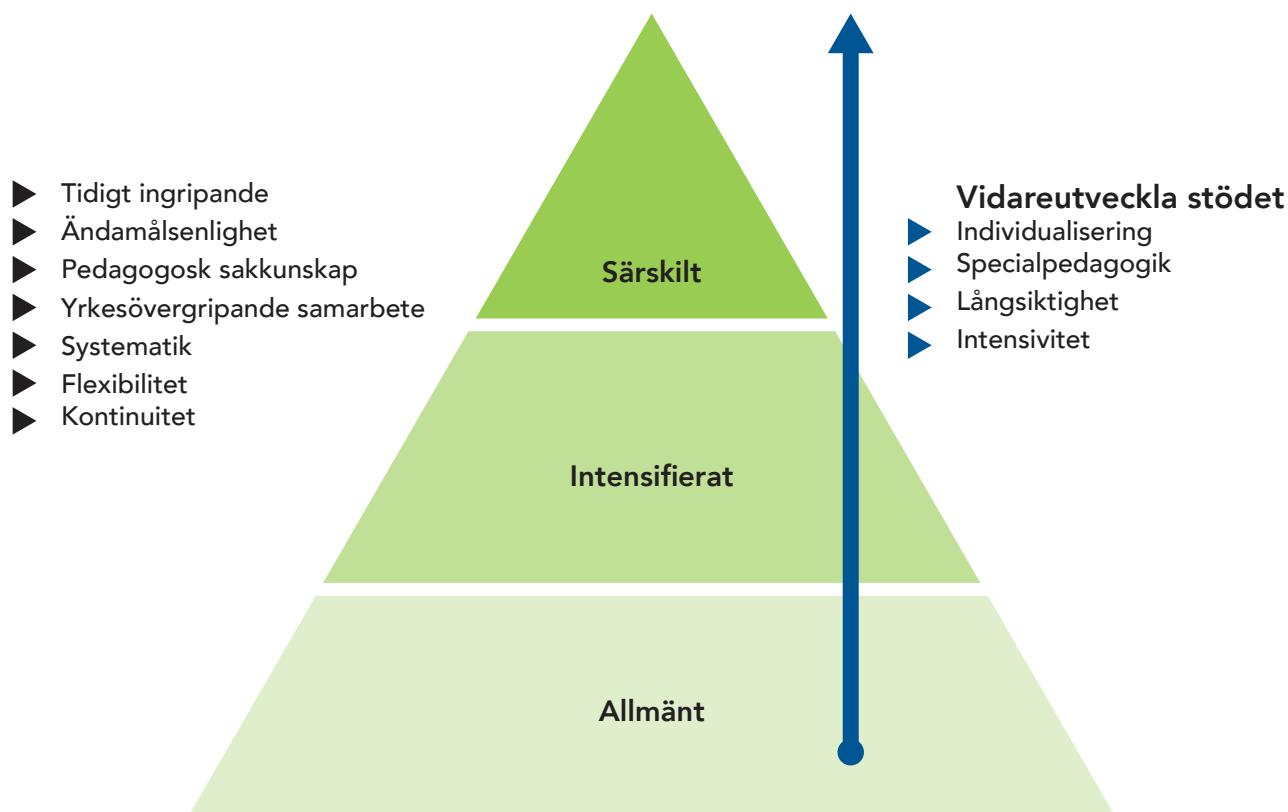 Tidigt ingripande
Ändamålsenlighet
Pedagogosk sakkunskap
Yrkesövergripande samarbete
Systematik
Flexibilitet
Kontinuitet
Särskilt
Intensifierat
Allmänt
Vidareutveckla stödet
Individualisering
Specialpedagogik
Långsiktighet
Intensivitet